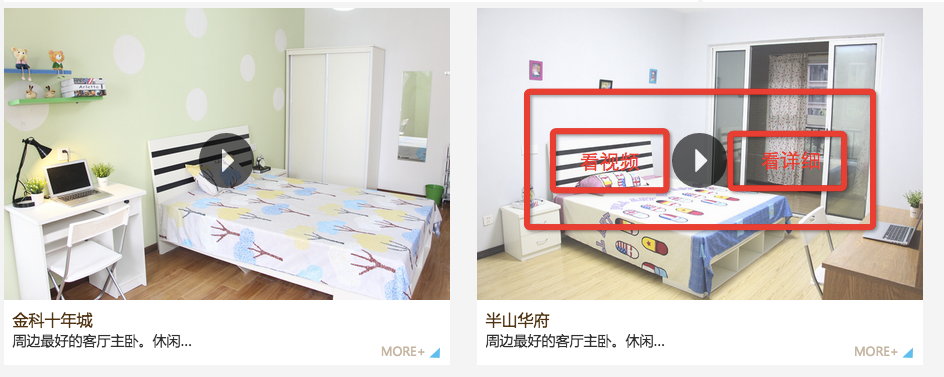 Arletta
看视频
看详细
金科十年城
周边最好的客厅主卧。休闲...
MORE+
半山华府
周边最好的客厅主卧。休闲...
MORE+